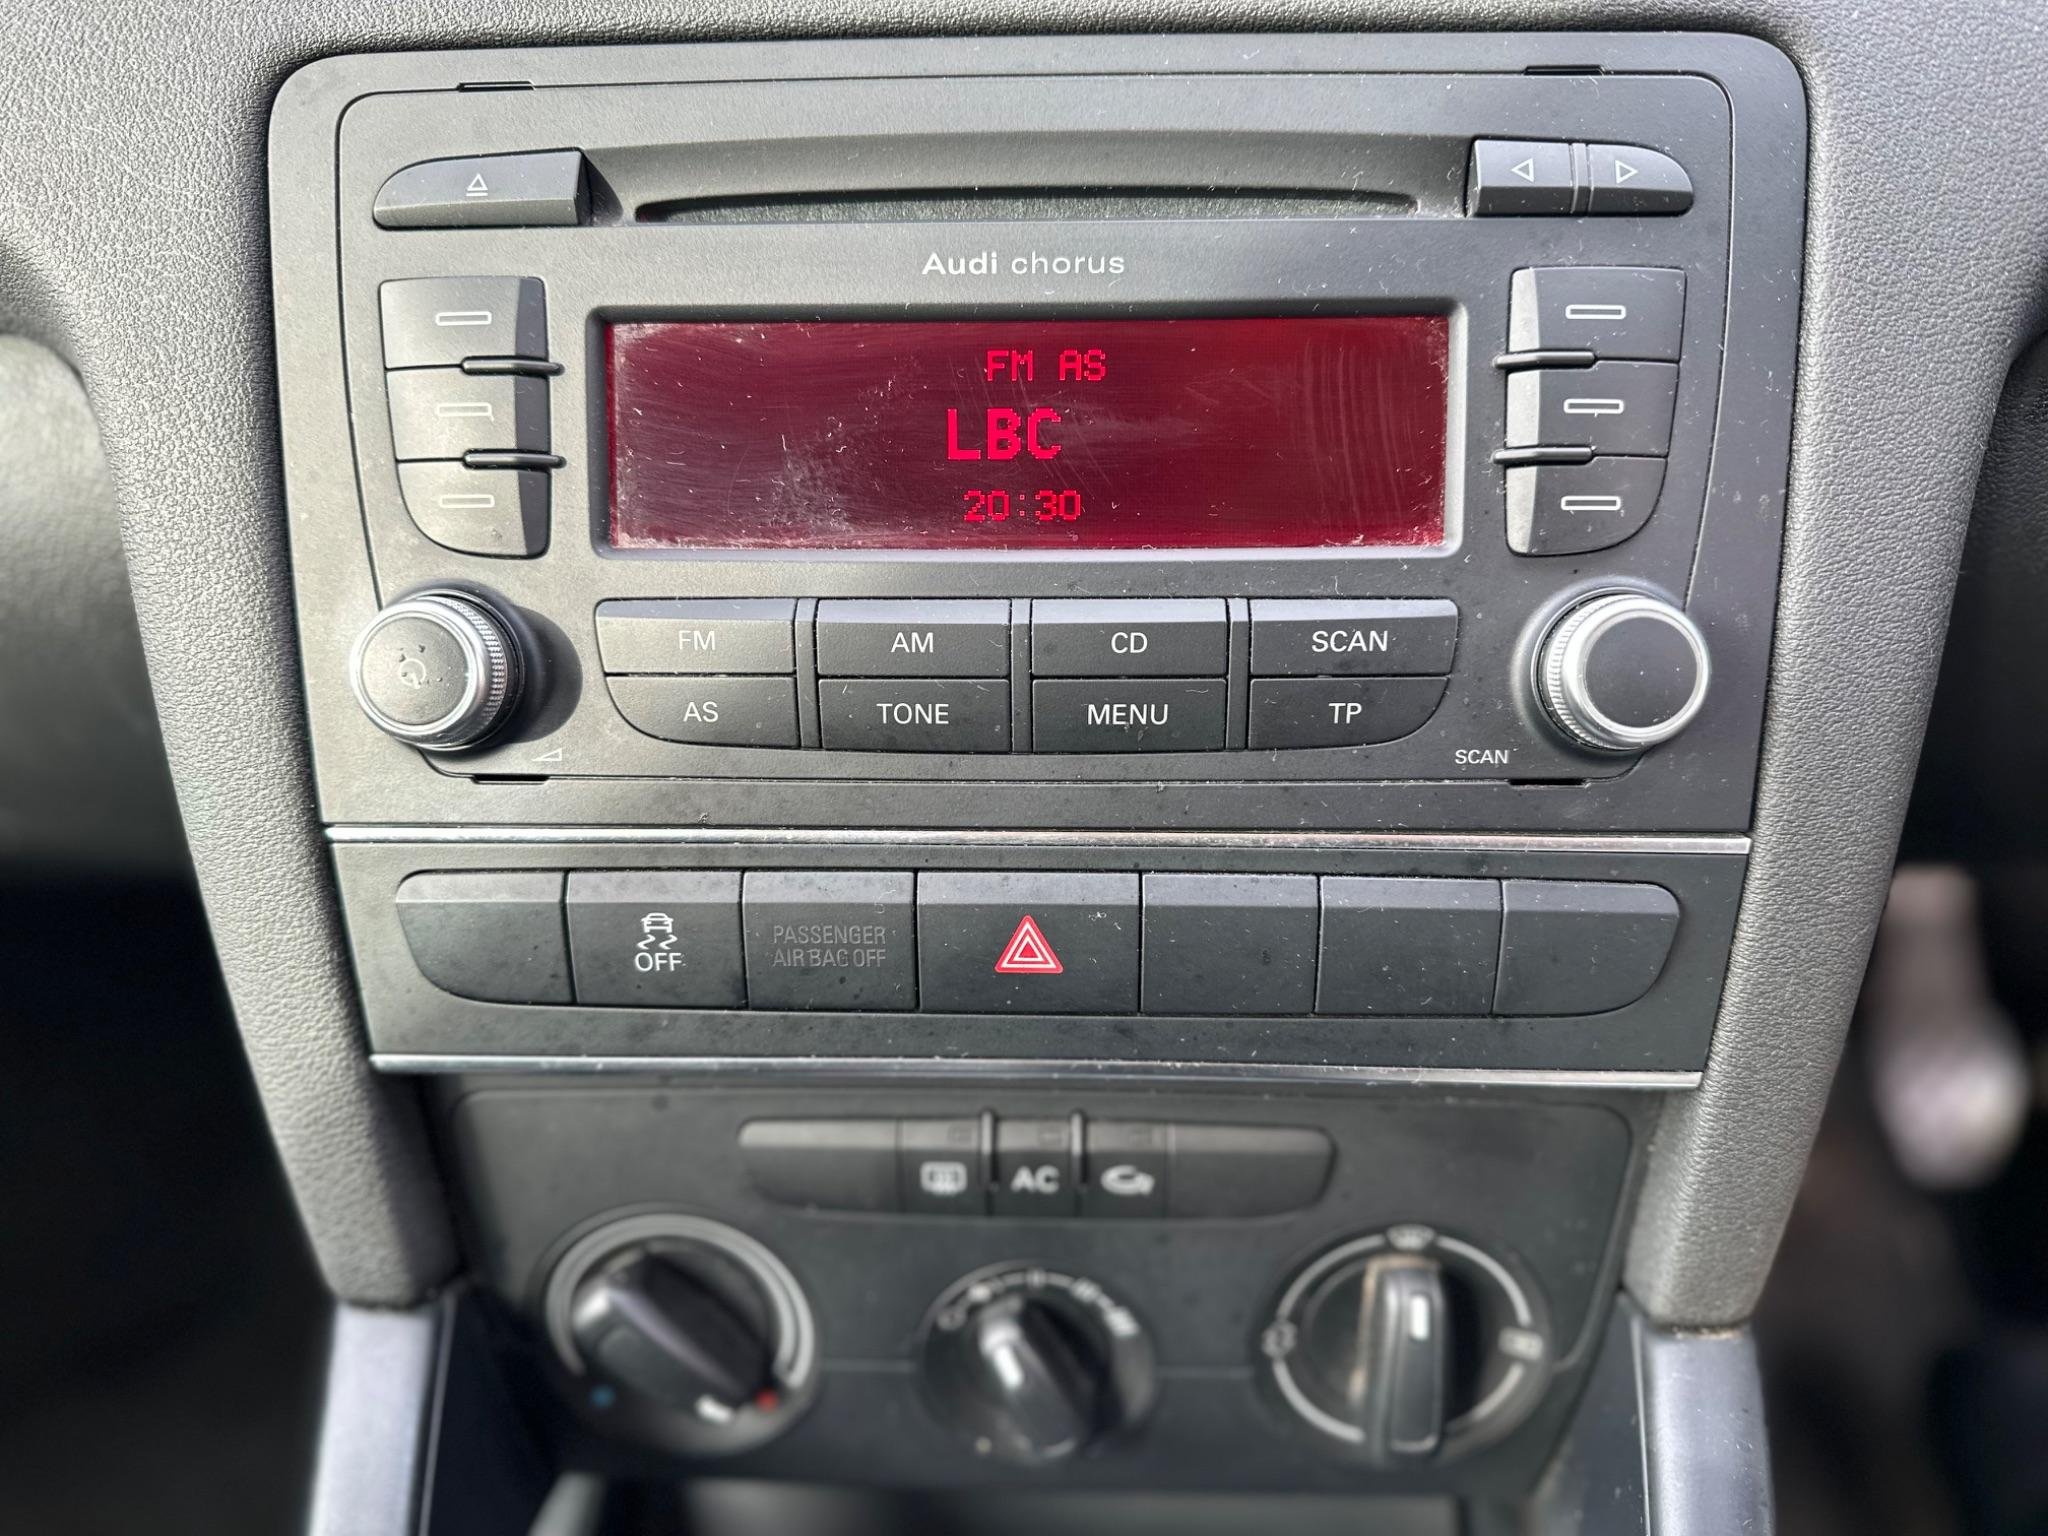 Audi chorus
FM AS
LBC
20:30
FM AM CD SCAN
AS TONE MENU TP
SCAN
OFF
PASSENGER
AIR BAG OFF
AC